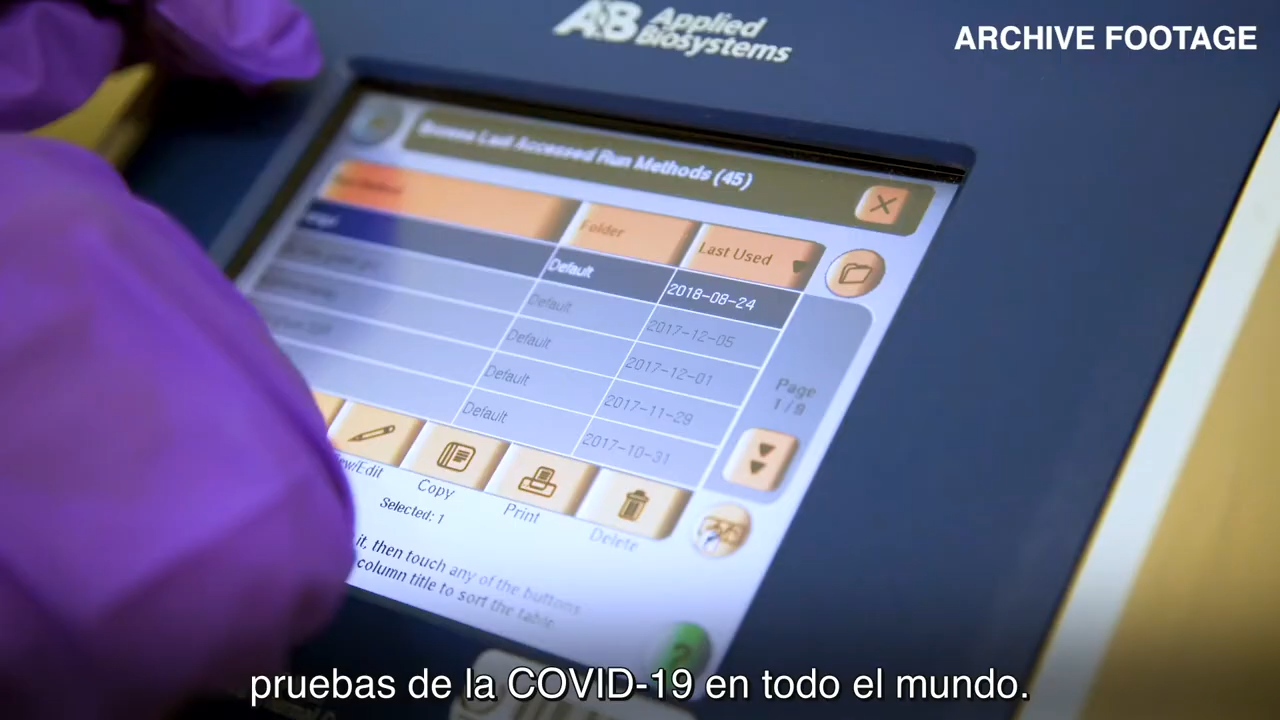 AB Applied
Biosystems
ARCHIVE FOOTAGE
Browse Last Accessed Run Methods (45)
Folder
Last Used
Default
2018-08-24
Default
2017-12-05
Default
2017-12-01
Default
2017-11-29
Default
2017-10-31
Page
1/9
View/Edit
Copy
Print
Delete
Selected: 1
it, then touch any of the buttons
column title to sort the table
?
pruebas de la COVID-19 en todo el mundo.